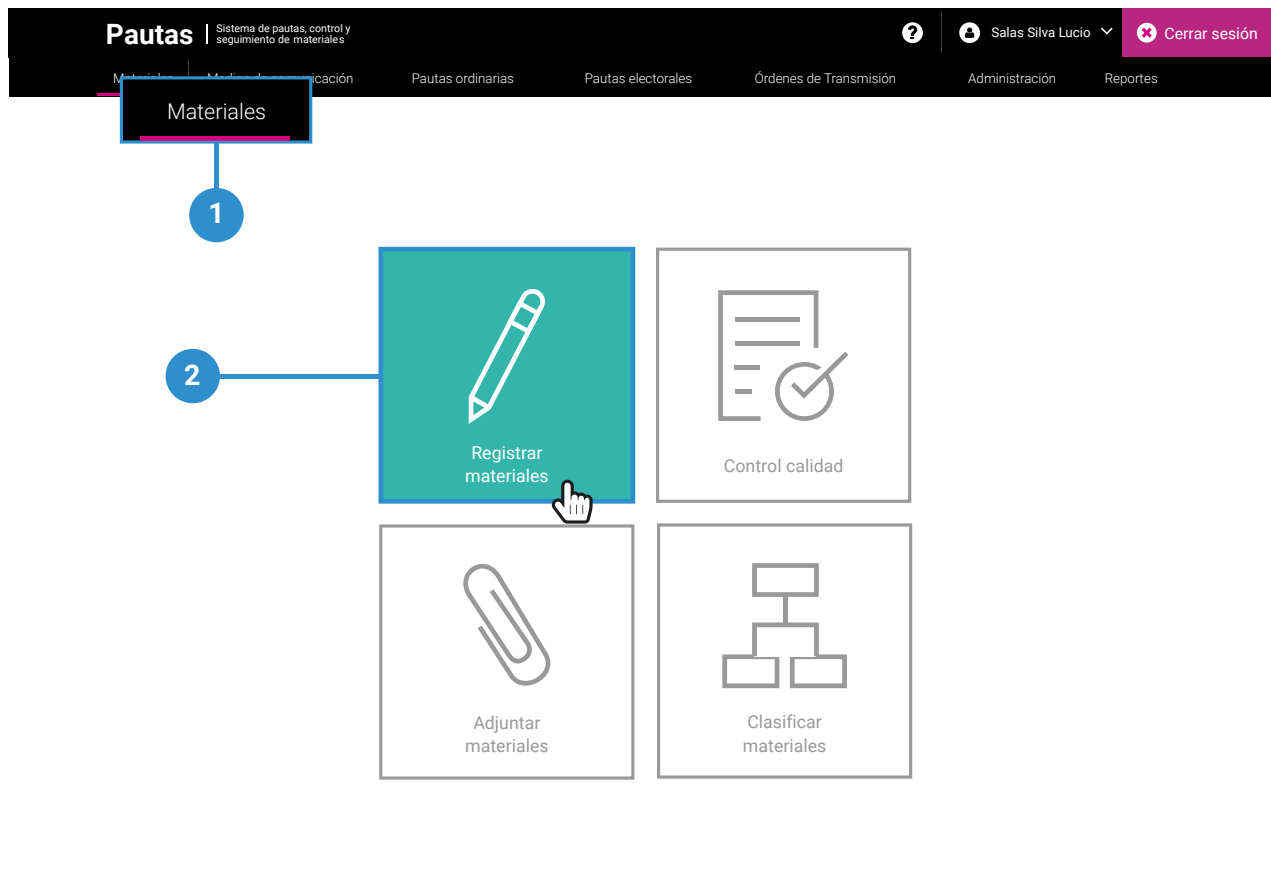 Pautas
Sistema de pautas, control y
seguimiento de materiales
Salas Silva Lucio
Cerrar sesión
Pautas ordinarias
Pautas electorales
Órdenes de Transmisión
Administración
Reportes
Materiales
1
2
Registrar
materiales
Control calidad
Adjuntar
materiales
Clasificar
materiales